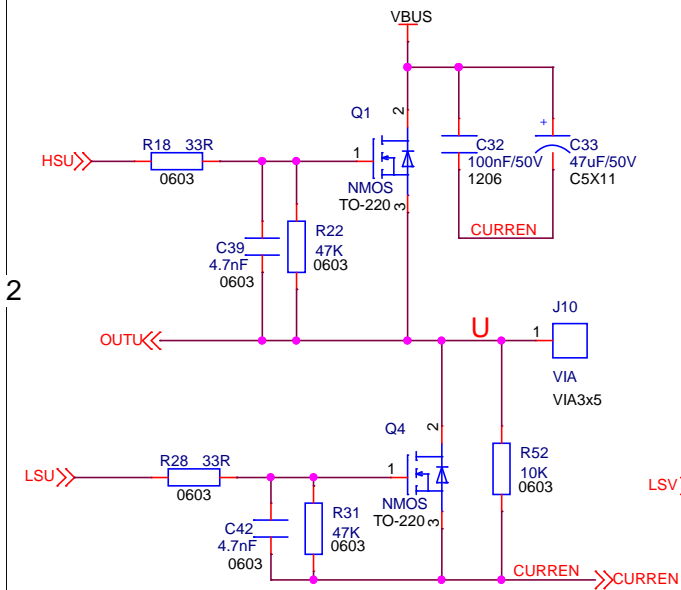 VBUS
Q1
2
R18 33R
HSU
0603
1
NMOS
TO-220
3
C32
100nF/50V
1206
+
C33
47uF/50V
C5X11
CURREN
C39
4.7nF
0603
R22
47K
0603
2
OUTU
U
1
J10
VIA
VIA3x5
Q4
2
R28 33R
LSU
0603
1
NMOS
TO-220
3
R52
10K
0603
LSV
C42
4.7nF
0603
R31
47K
0603
CURREN
CURREN